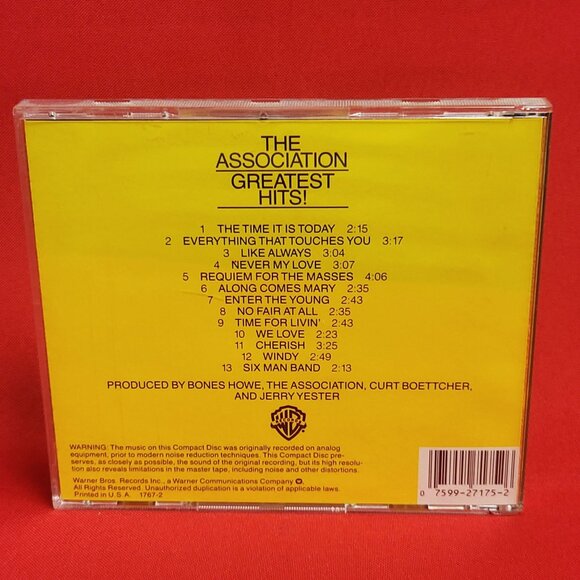 THE
ASSOCIATION
GREATEST
HITS!
1 THE TIME IT IS TODAY 2:15
2 EVERYTHING THAT TOUCHES YOU 3:17
3 LIKE ALWAYS 3:04
4 NEVER MY LOVE 3:07
5 REQUIEM FOR THE MASSES 4:06
6 ALONG COMES MARY 2:35
7 ENTER THE YOUNG 2:43
8 NO FAIR AT ALL 2:35
9 TIME FOR LIVIN' 2:43
10 WE LOVE 2:23
11 CHERISH 3:25
12 WINDY 2:49
13 SIX MAN BAND 2:13
PRODUCED BY BONES HOWE, THE ASSOCIATION, CURT BOETTCHER,
AND JERRY YESTER
WARNING: The music on this Compact Disc was originally recorded on analog
equipment, prior to modern noise reduction techniques. This Compact Disc pre-
serves, as closely as possible, the sound of the original recording, but its high resolu-
tion also reveals limitations in the master tape, including noise and other distortions.
Warner Bros. Records Inc., a Warner Communications Company
All Rights Reserved. Unauthorized duplication is a violation of applicable laws.
Printed in U.S.A. 1767-2
0 7599-27175-2